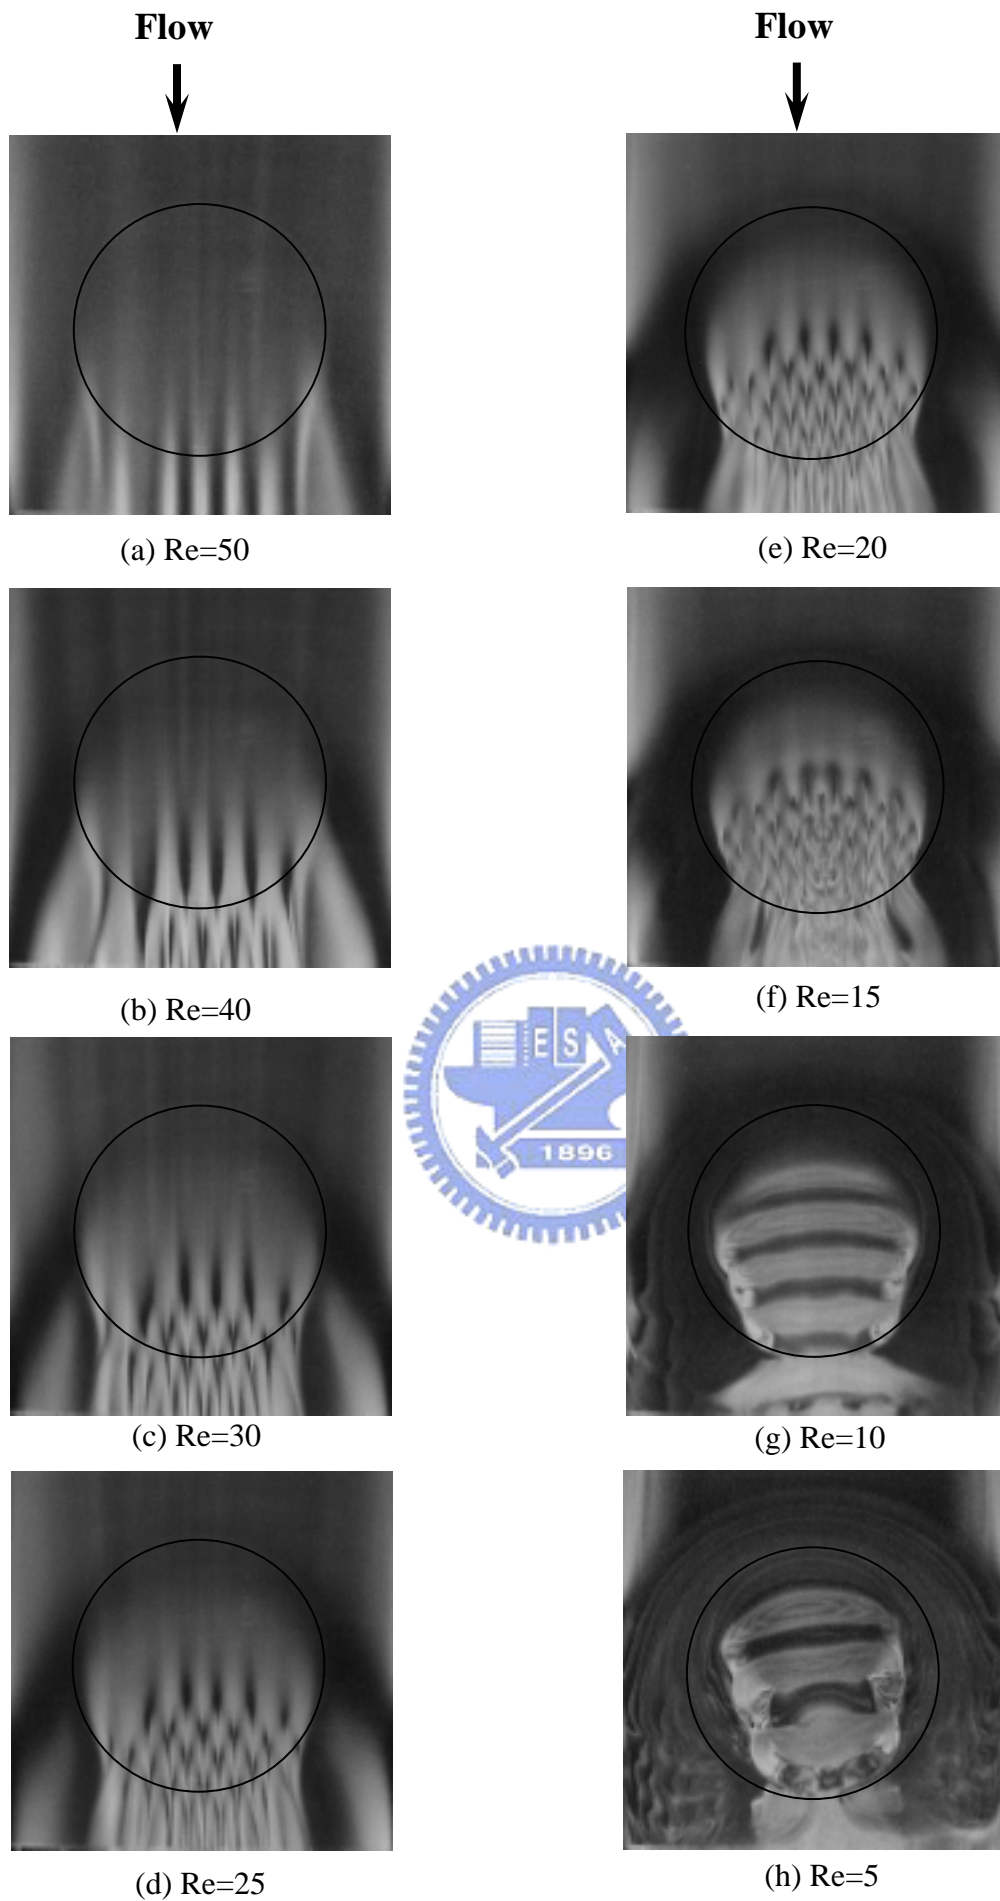 Flow
(a) Re=50
(b) Re=40
(c) Re=30
(d) Re=25
Flow
(e) Re=20
(f) Re=15
(g) Re=10
(h) Re=5
E S A
1896